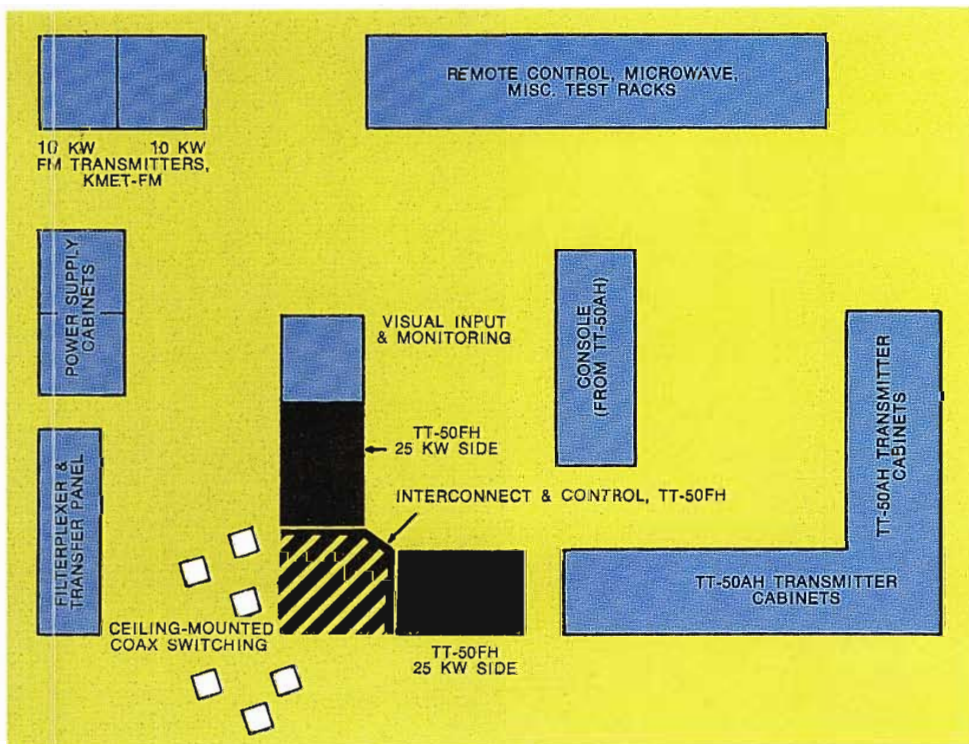 REMOTE CONTROL, MICROWAVE,
MISC. TEST RACKS
10 KW 10 KW
FM TRANSMITTERS,
KMET-FM
POWER SUPPLY
CABINETS
VISUAL INPUT
& MONITORING
CONSOLE
(FROM TT-50AH)
TT-50FH
25 KW SIDE
TT-50AH TRANSMITTER
CABINETS
INTERCONNECT & CONTROL, TT-50FH
FILTERPLEXER &
TRANSFER PANEL
TT-50AH TRANSMITTER
CABINETS
CEILING-MOUNTED
COAX SWITCHING
TT-50FH
25 KW SIDE